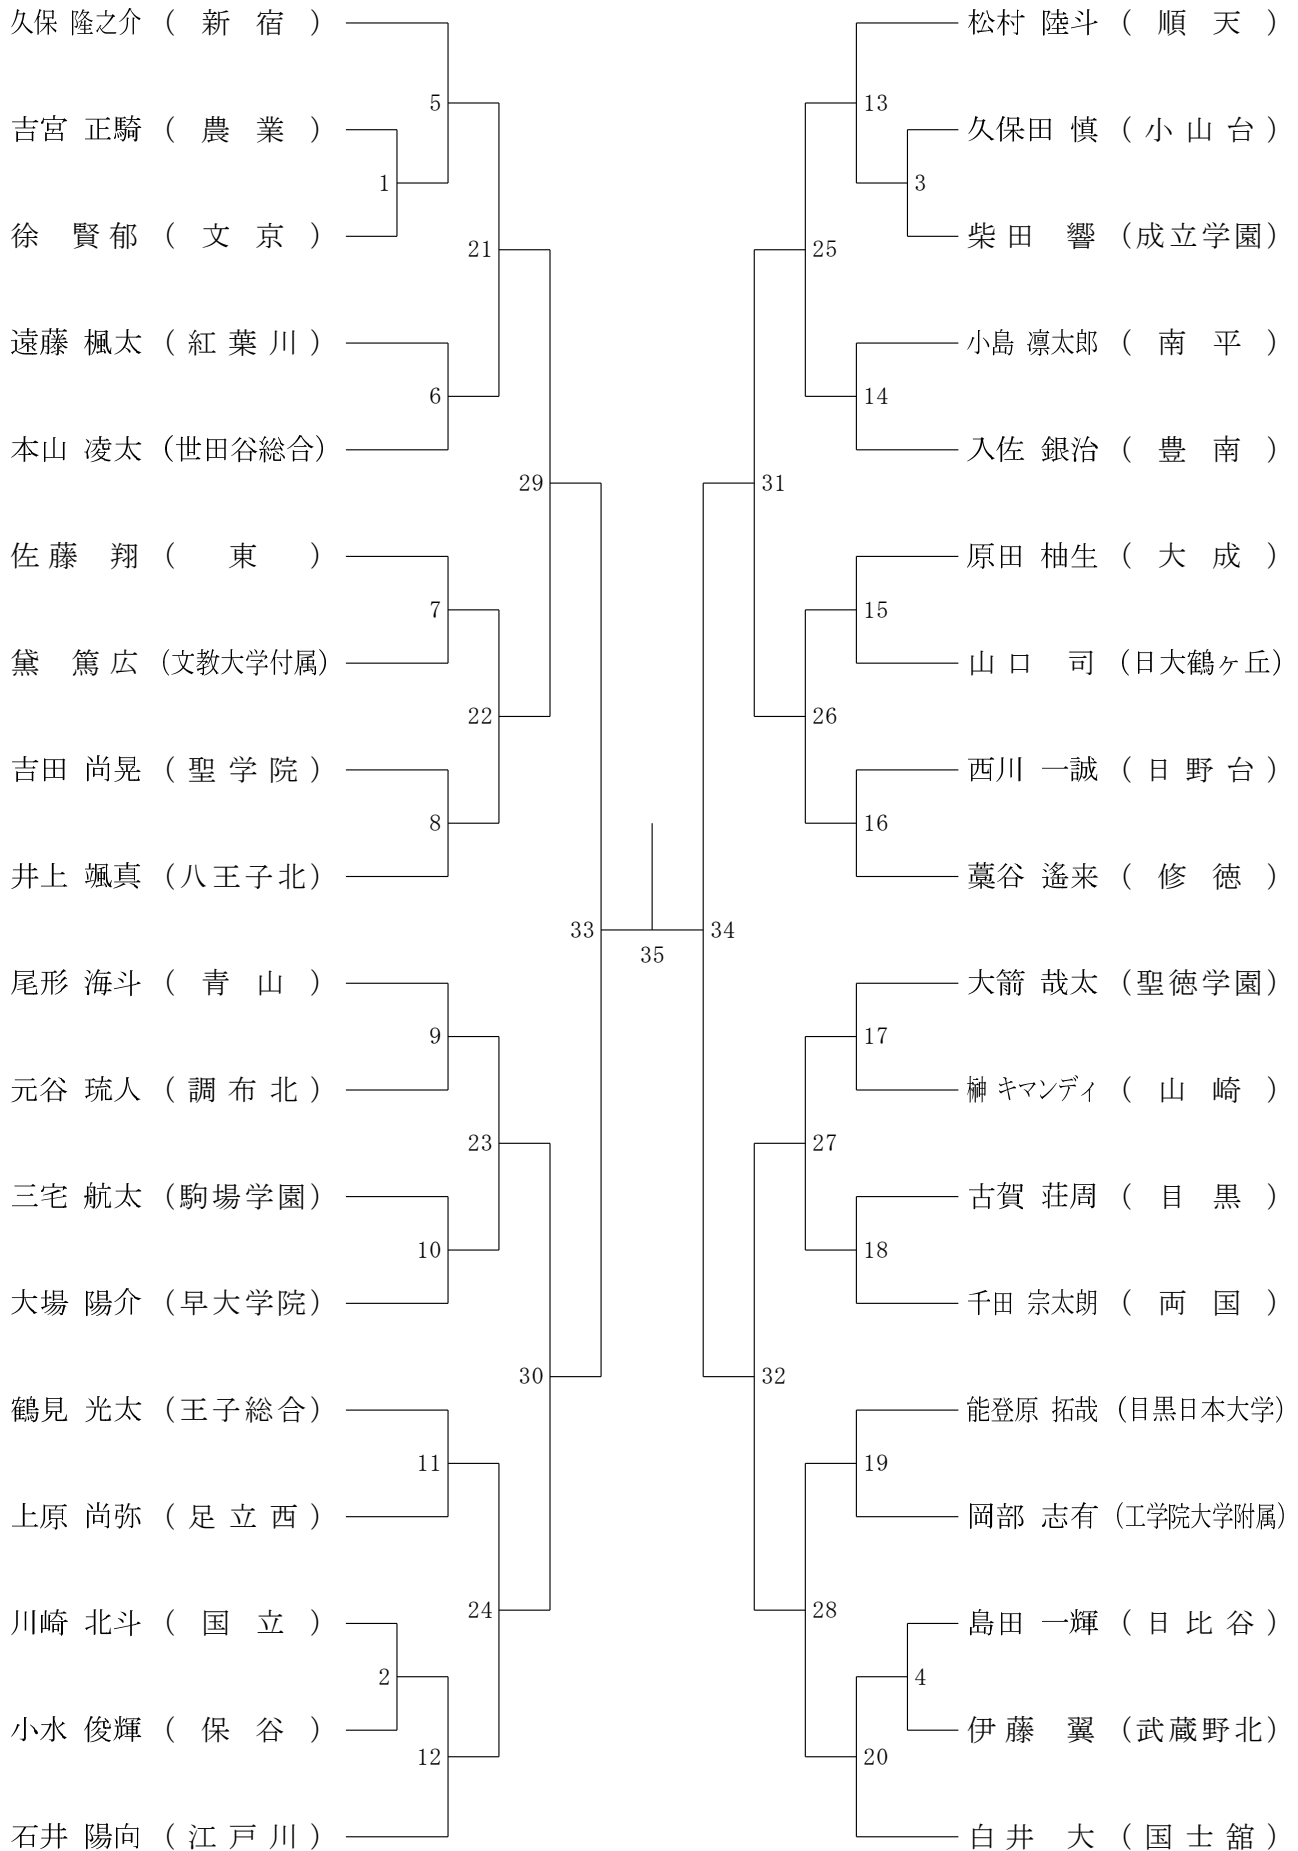 久保 隆之介 ( 新 宿 )
5
吉宮 正騎 ( 農 業 )
1
徐 賢郁 ( 文 京 )
21
遠藤 楓太 ( 紅 葉 川 )
6
本山 凌太 (世田谷総合)
29
佐藤 翔 ( 東 )
7
黛 篤広 (文教大学付属)
22
吉田 尚晃 ( 聖 学 院 )
8
井上 颯真 (八王子北)
33
尾形 海斗 ( 青 山 )
9
元谷 琉人 ( 調 布 北 )
23
三宅 航太 (駒場学園)
10
大場 陽介 (早大学院)
30
鶴見 光太 (王子総合)
11
上原 尚弥 ( 足 立 西 )
24
川崎 北斗 ( 国 立 )
2
小水 俊輝 ( 保 谷 )
12
石井 陽向 ( 江 戸 川 )
35
松村 陸斗 ( 順 天 )
13
久保田 慎 ( 小 山 台 )
3
柴田 響 (成立学園)
25
小島 凛太郎 ( 南 平 )
14
入佐 銀治 ( 豊 南 )
31
原田 柚生 ( 大 成 )
15
山口 司 (日大鶴ヶ丘)
26
西川 一誠 ( 日 野 台 )
16
藁谷 遙来 ( 修 徳 )
34
大箭 哉太 (聖徳学園)
17
榊 キマンディ ( 山 崎 )
27
古賀 荘周 ( 目 黒 )
18
千田 宗太朗 ( 両 国 )
32
能登原 拓哉 (目黒日本大学)
19
岡部 志有 (工学院大学附属)
28
島田 一輝 ( 日 比 谷 )
4
伊藤 翼 (武蔵野北)
20
白井 大 ( 国 士 舘 )